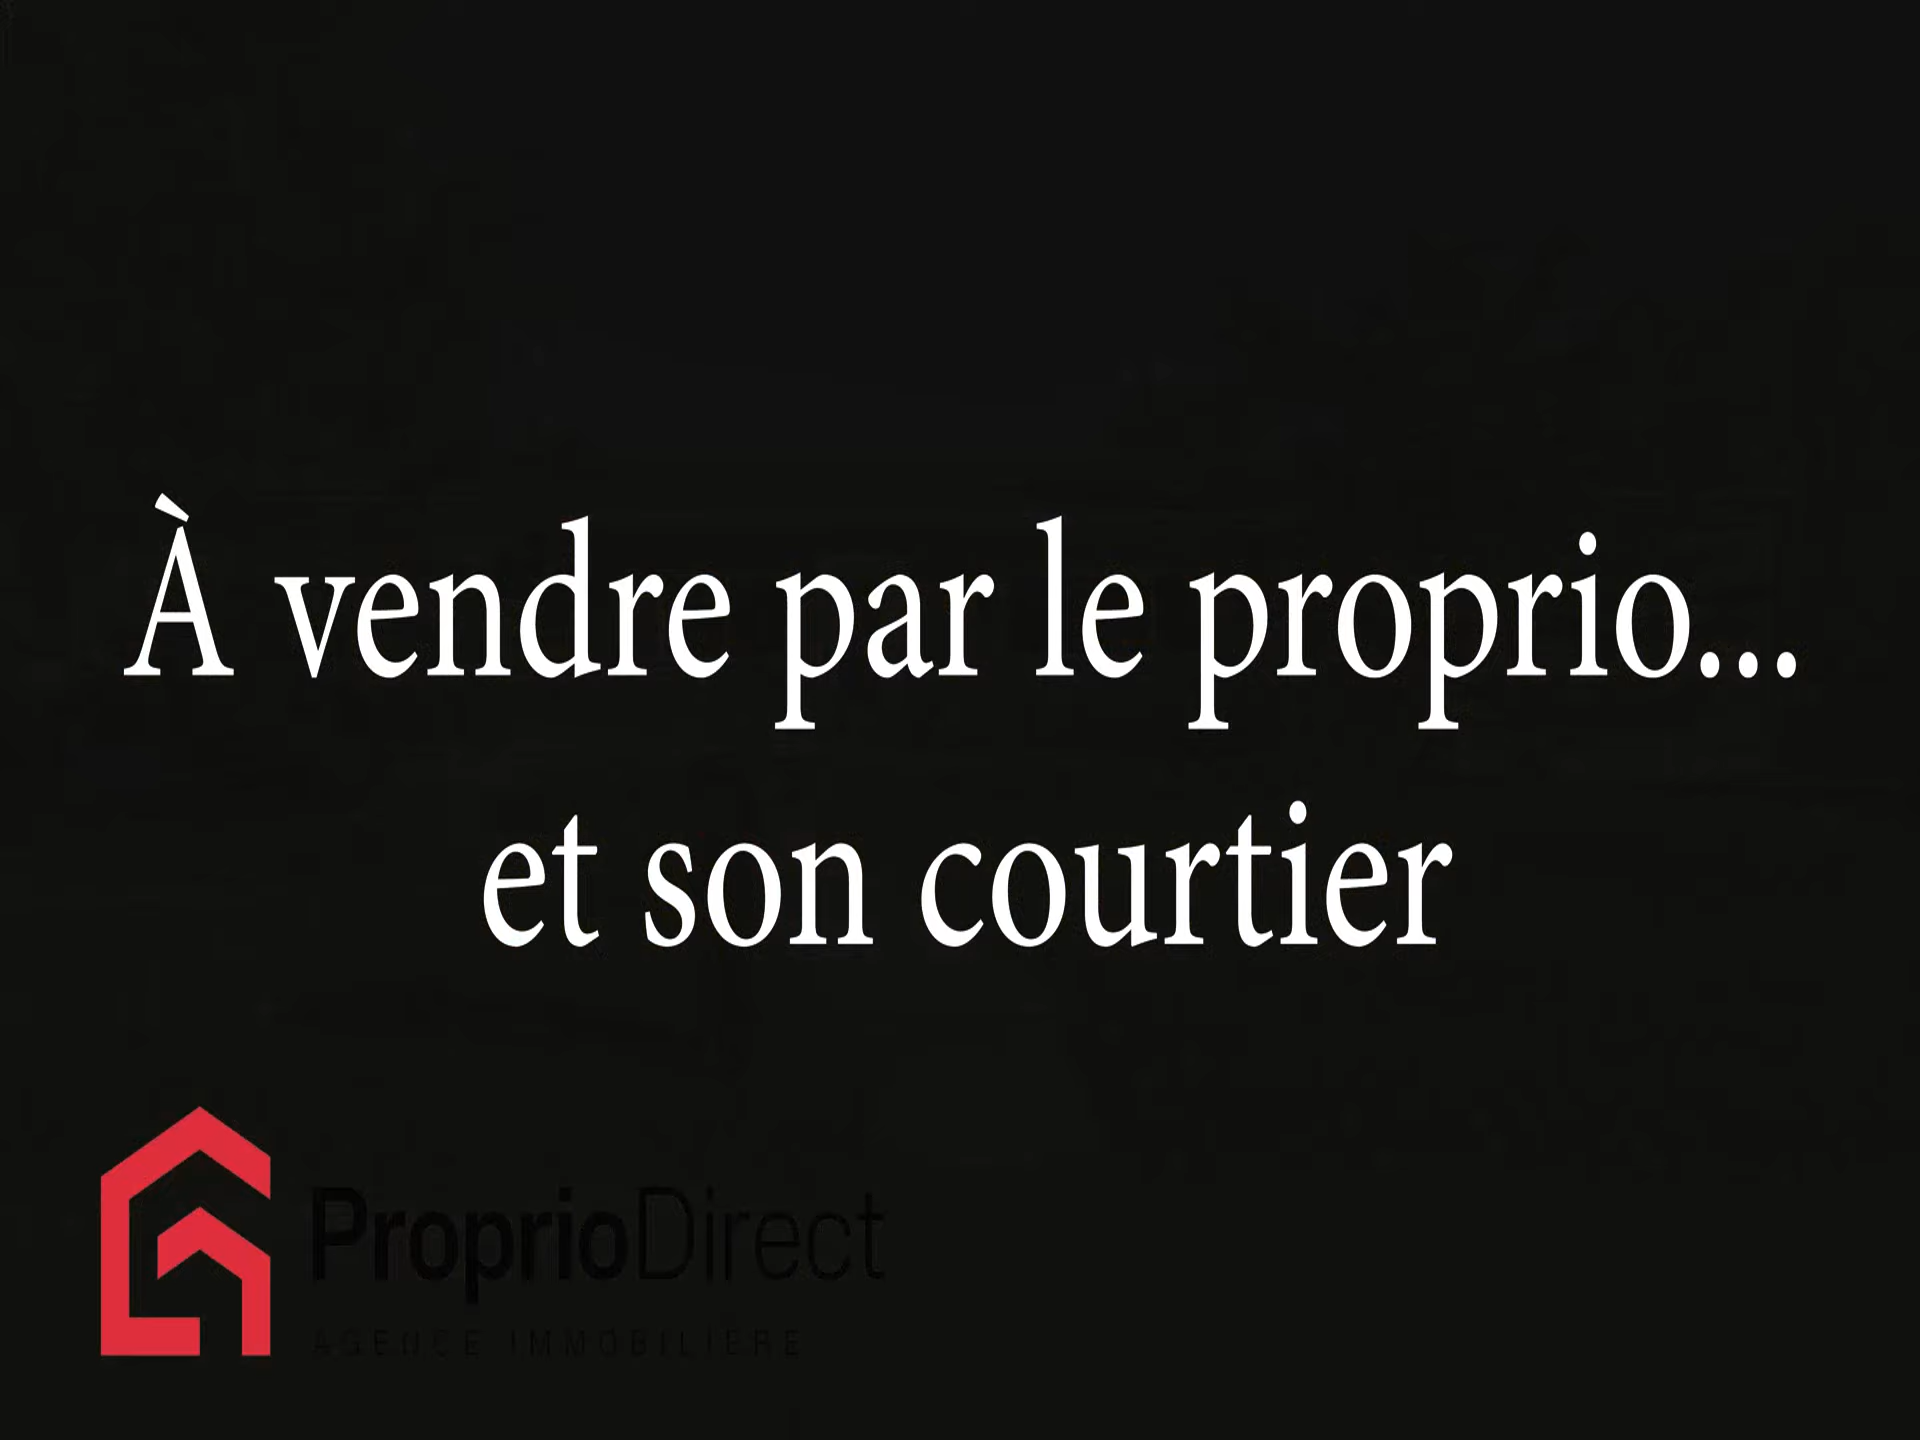 À vendre par le proprio...
et son courtier
ProprioDirect
AGENCE IMMOBILIÈRE